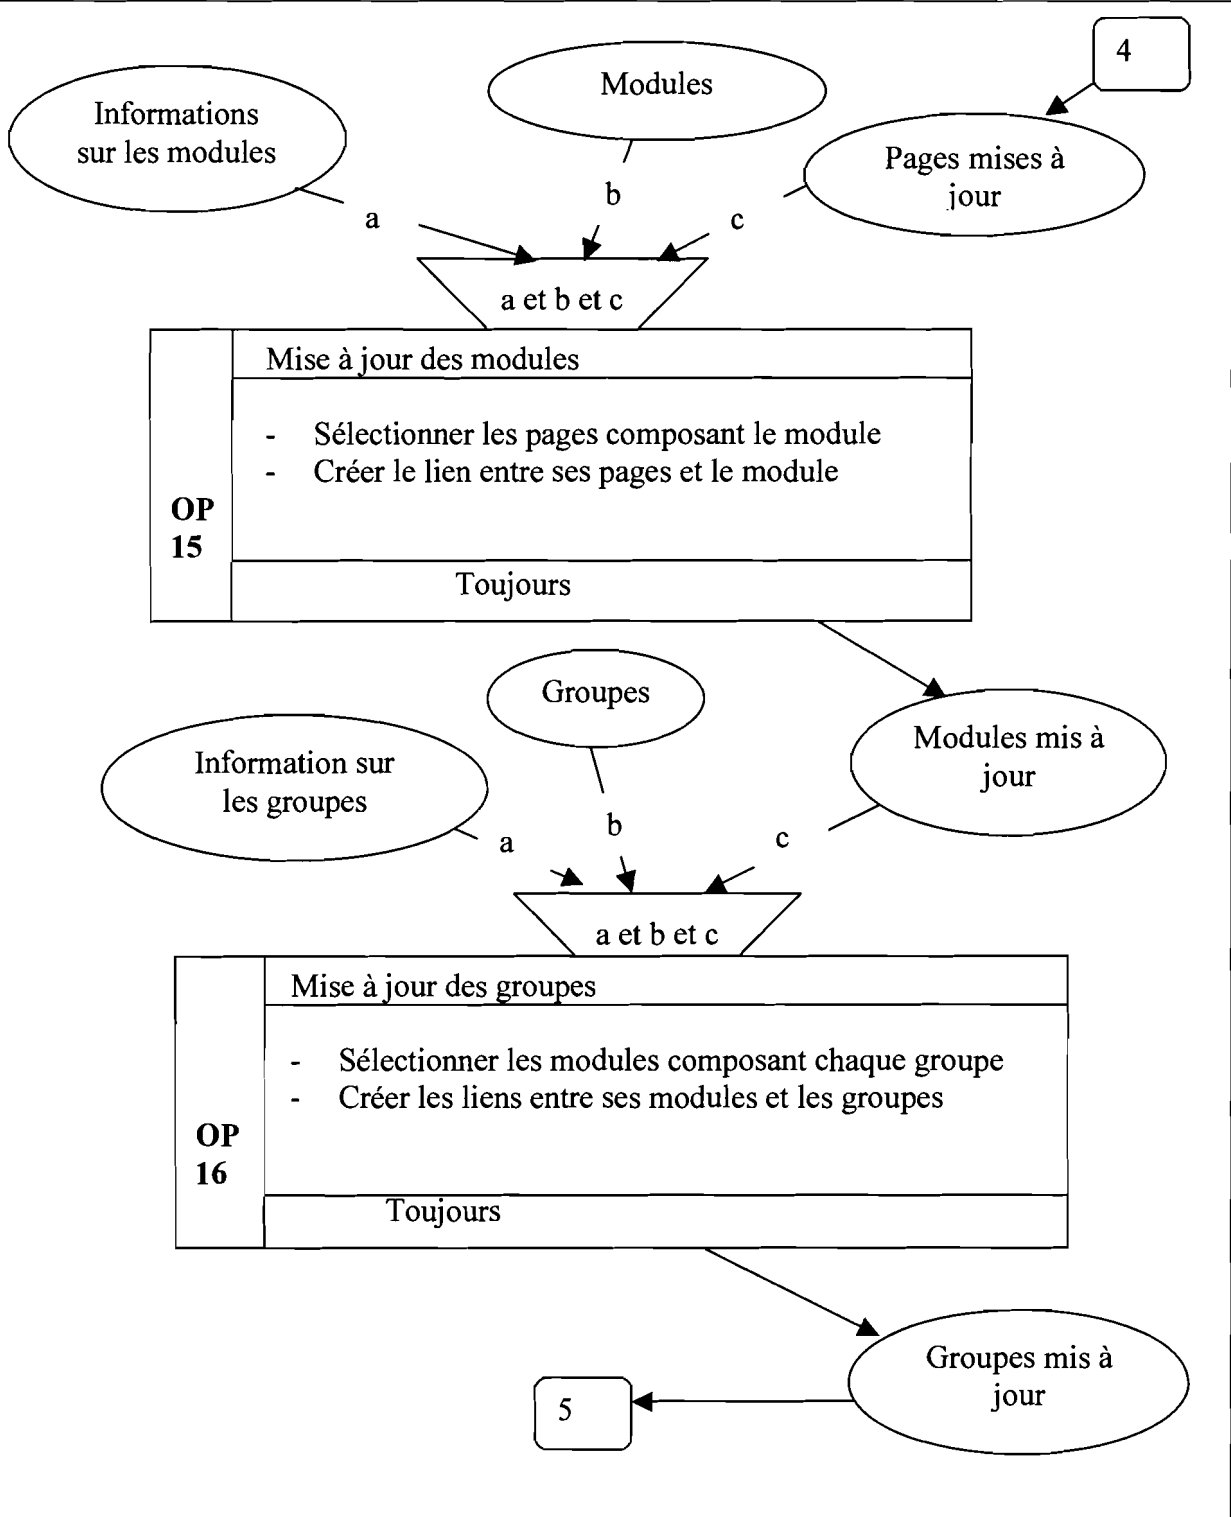 4
Modules
Informations
sur les modules
Pages mises à
jour
a
b
c
a et b et c
Mise à jour des modules
- Sélectionner les pages composant le module
- Créer le lien entre ses pages et le module
OP
15
Toujours
Groupes
Information sur
les groupes
Modules mis à
jour
a
b
c
a et b et c
Mise à jour des groupes
- Sélectionner les modules composant chaque groupe
- Créer les liens entre ses modules et les groupes
OP
16
Toujours
Groupes mis à
jour
5